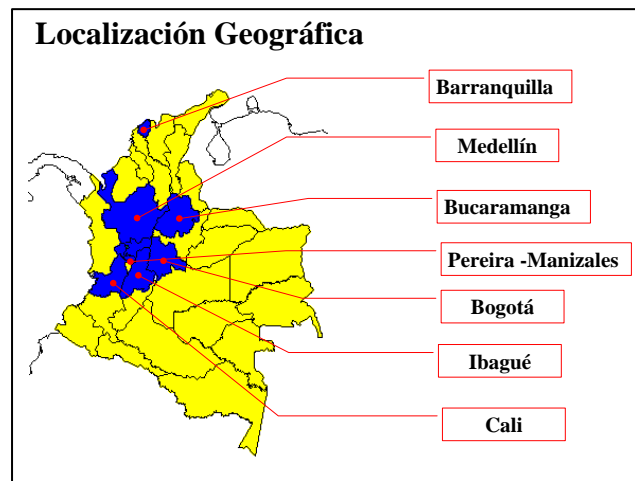 Localización Geográfica
Barranquilla
Medellín
Bucaramanga
Pereira -Manizales
Bogotá
Ibagué
Cali